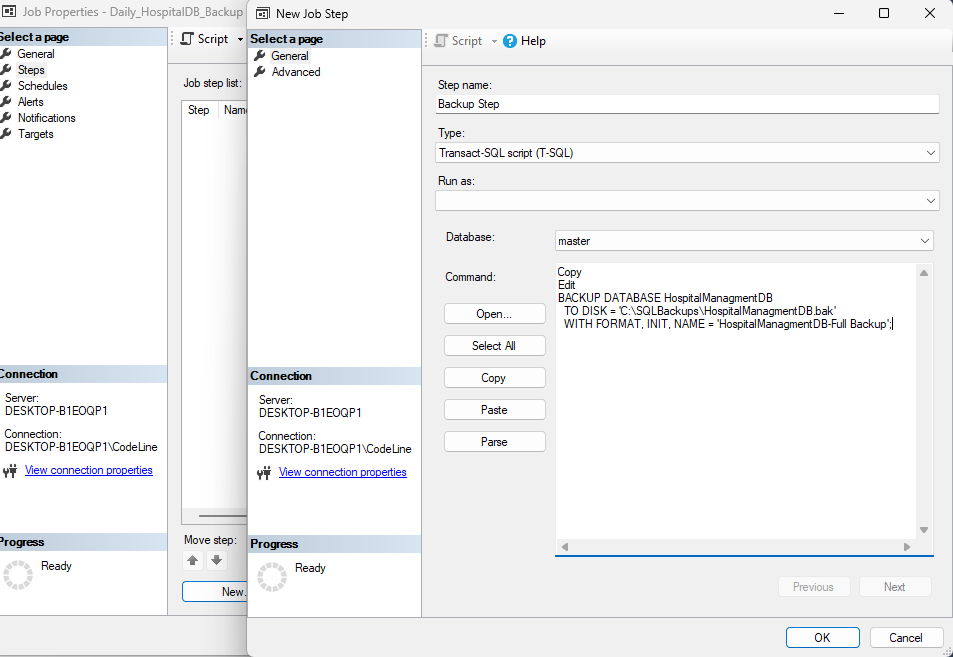 Job Properties - Daily_HospitalDB_Backup
Select a page
General
Steps
Schedules
Alerts
Notifications
Targets
Script
Job step list:
Step Name
Connection
Server:
DESKTOP-B1EOQP1
Connection:
DESKTOP-B1EOQP1\CodeLine
View connection properties
Progress
Ready
Move step:
New.
New Job Step
Select a page
General
Advanced
Script Help
Step name:
Backup Step
Type:
Transact-SQL script (T-SQL)
Run as:
Database:
master
Command:
Copy
Edit
BACKUP DATABASE HospitalManagmentDB
TO DISK = 'C:\SQLBackups\HospitalManagmentDB.bak'
WITH FORMAT, INIT, NAME = 'HospitalManagmentDB-Full Backup';
Open...
Select All
Copy
Paste
Parse
Connection
Server:
DESKTOP-B1EOQP1
Connection:
DESKTOP-B1EOQP1\CodeLine
View connection properties
Progress
Ready
Previous
Next
OK
Cancel